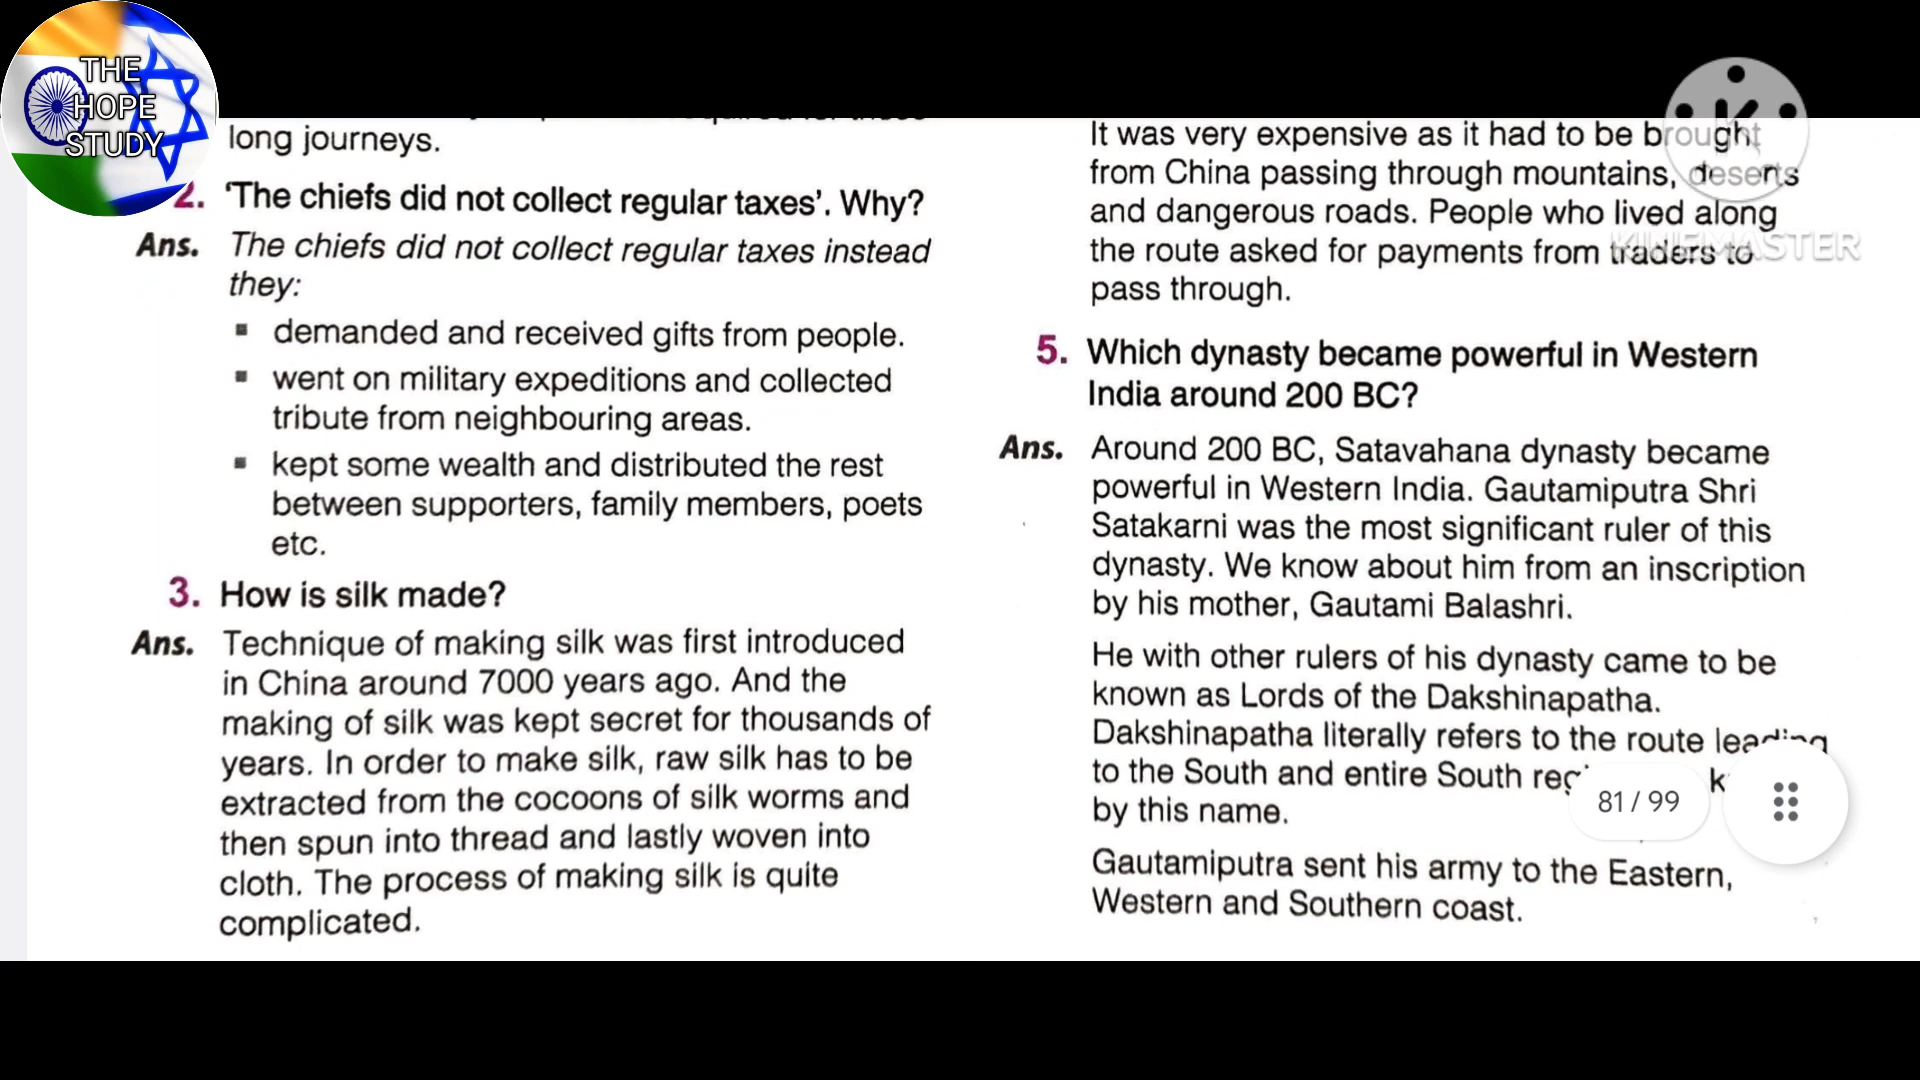 THE
HOPE
STUDY
long journeys.
2. ‘The chiefs did not collect regular taxes’. Why?
Ans. The chiefs did not collect regular taxes instead
they:
▪ demanded and received gifts from people.
▪ went on military expeditions and collected
tribute from neighbouring areas.
▪ kept some wealth and distributed the rest
between supporters, family members, poets
etc.
3. How is silk made?
Ans. Technique of making silk was first introduced
in China around 7000 years ago. And the
making of silk was kept secret for thousands of
years. In order to make silk, raw silk has to be
extracted from the cocoons of silk worms and
then spun into thread and lastly woven into
cloth. The process of making silk is quite
complicated.
It was very expensive as it had to be brought
from China passing through mountains, deserts
and dangerous roads. People who lived along
the route asked for payments from traders to
pass through.
5. Which dynasty became powerful in Western
India around 200 BC?
Ans. Around 200 BC, Satavahana dynasty became
powerful in Western India. Gautamiputra Shri
Satakarni was the most significant ruler of this
dynasty. We know about him from an inscription
by his mother, Gautami Balashri.
He with other rulers of his dynasty came to be
known as Lords of the Dakshinapatha.
Dakshinapatha literally refers to the route leading
to the South and entire South
by this name.
Gautamiputra sent his army to the Eastern,
Western and Southern coast.
K
KINEMASTER
81 / 99